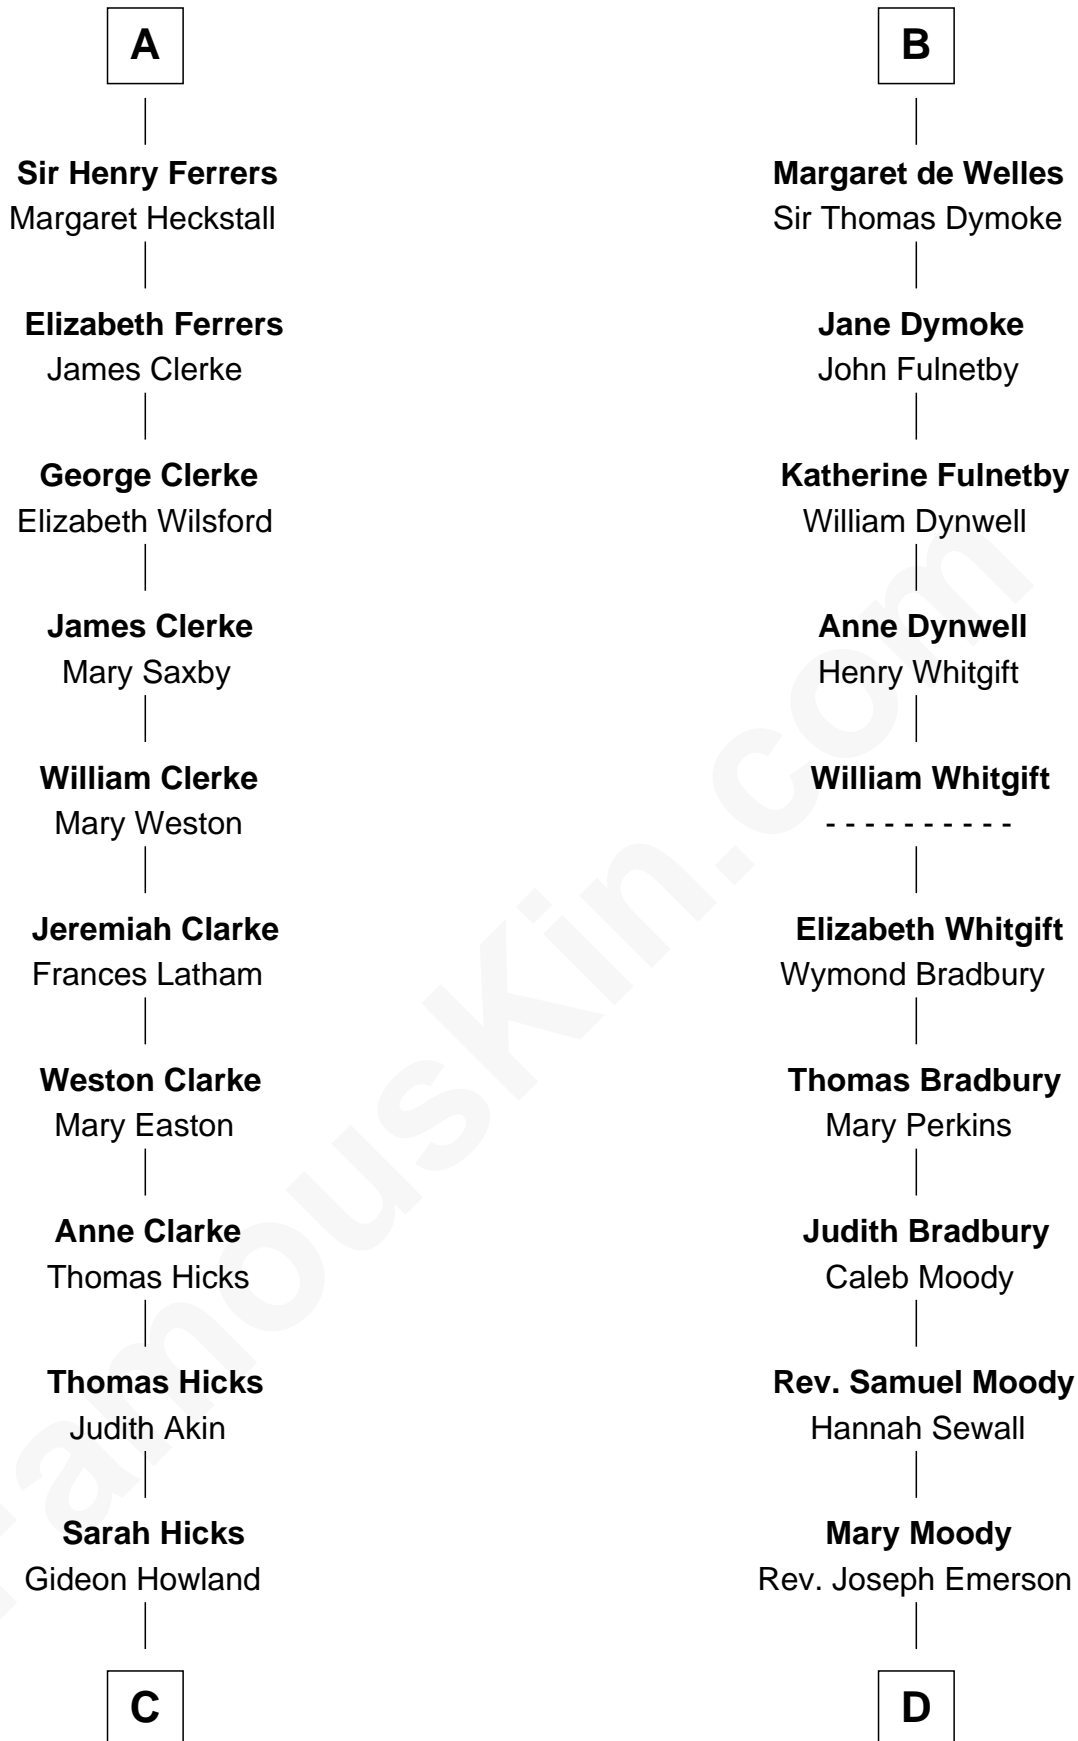 A
Sir Henry Ferrers
Margaret Heckstall
Elizabeth Ferrers
James Clerke
George Clerke
Elizabeth Wilsford
James Clerke
Mary Saxby
William Clerke
Mary Weston
Jeremiah Clarke
Frances Latham
Weston Clarke
Mary Easton
Anne Clarke
Thomas Hicks
Thomas Hicks
Judith Akin
Sarah Hicks
Gideon Howland
C
B
Margaret de Welles
Sir Thomas Dymoke
Jane Dymoke
John Fulnetby
Katherine Fulnetby
William Dynwell
Anne Dynwell
Henry Whitgift
William Whitgift
- - - - - - - - - -
Elizabeth Whitgift
Wymond Bradbury
Thomas Bradbury
Mary Perkins
Judith Bradbury
Caleb Moody
Rev. Samuel Moody
Hannah Sewall
Mary Moody
Rev. Joseph Emerson
D
FamousKin.com